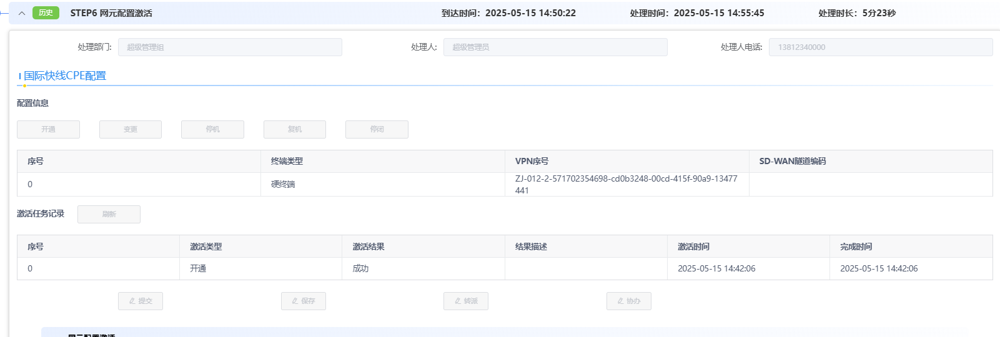 历史 STEP6 网元配置激活 到达时间：2025-05-15 14:50:22 处理时间：2025-05-15 14:55:45 处理时长：5分23秒
处理部门: 超级管理组 处理人: 超级管理员 处理人电话: 13812340000
国际快线CPE配置
配置信息
开通 变更 停机 复机 停闭
序号 终端类型 VPN序号 SD-WAN隧道编码
0 硬终端 ZJ-012-2-571702354698-cd0b3248-00cd-415f-90a9-13477
441
激活任务记录 刷新
序号 激活类型 激活结果 结果描述 激活时间 完成时间
0 开通 成功 2025-05-15 14:42:06 2025-05-15 14:42:06
提交 保存 转派 协办
网元配置激活